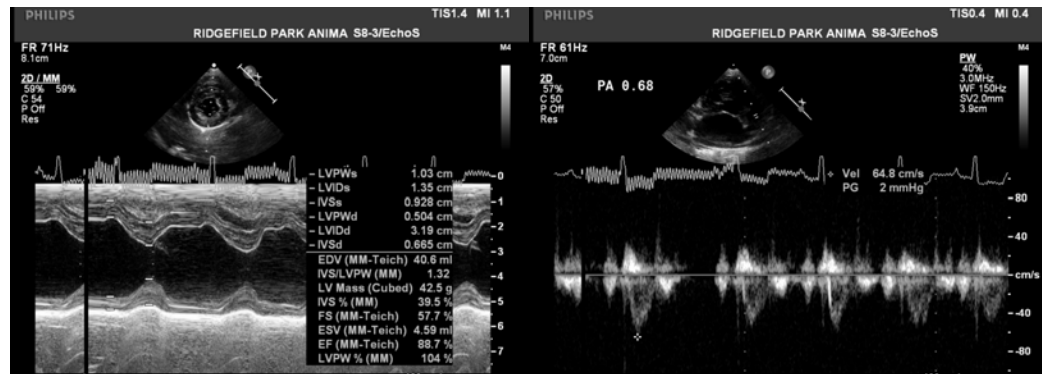 PHILIPS
TIS1.4 MI 1.1
RIDGEFIELD PARK ANIMA S8-3/EchoS
FR 71Hz
8.1cm
M4
2D / MM
59% 59%
C 54
P Off
Res
LVPWs 1.03 cm
LVIDs 1.35 cm
IVSs 0.928 cm
LVPWd 0.504 cm
LVIDd 3.19 cm
IVSd 0.665 cm
EDV (MM-Teich) 40.6 ml
IVS/LVPW (MM) 1.32
LV Mass (Cubed) 42.5 g
IVS % (MM) 39.5 %
FS (MM-Teich) 57.7 %
ESV (MM-Teich) 4.59 ml
EF (MM-Teich) 88.7 %
LVPW % (MM) 104 %
-0
-1
-2
-3
-4
-5
-6
-7
PHILIPS
TIS0.4 MI 0.4
RIDGEFIELD PARK ANIMA S8-3/EchoS
FR 61Hz
7.0cm
M4
2D
57%
C 50
P Off
Res
PA 0.68
PW
40%
3.0MHz
WF 150Hz
SV2.0mm
3.9cm
Vel 64.8 cm/s
PG 2 mmHg
-80
-40
cm/s
-40
-80